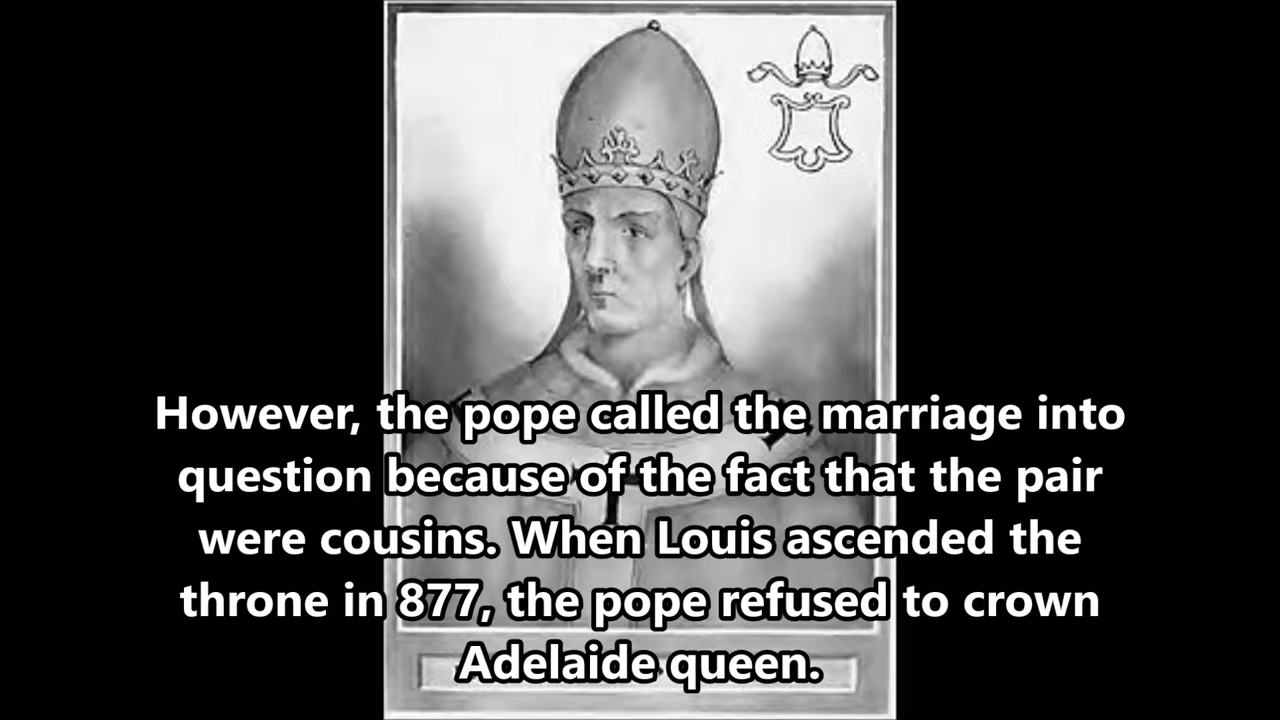 However, the pope called the marriage into
question because of the fact that the pair
were cousins. When Louis ascended the
throne in 877, the pope refused to crown
Adelaide queen.